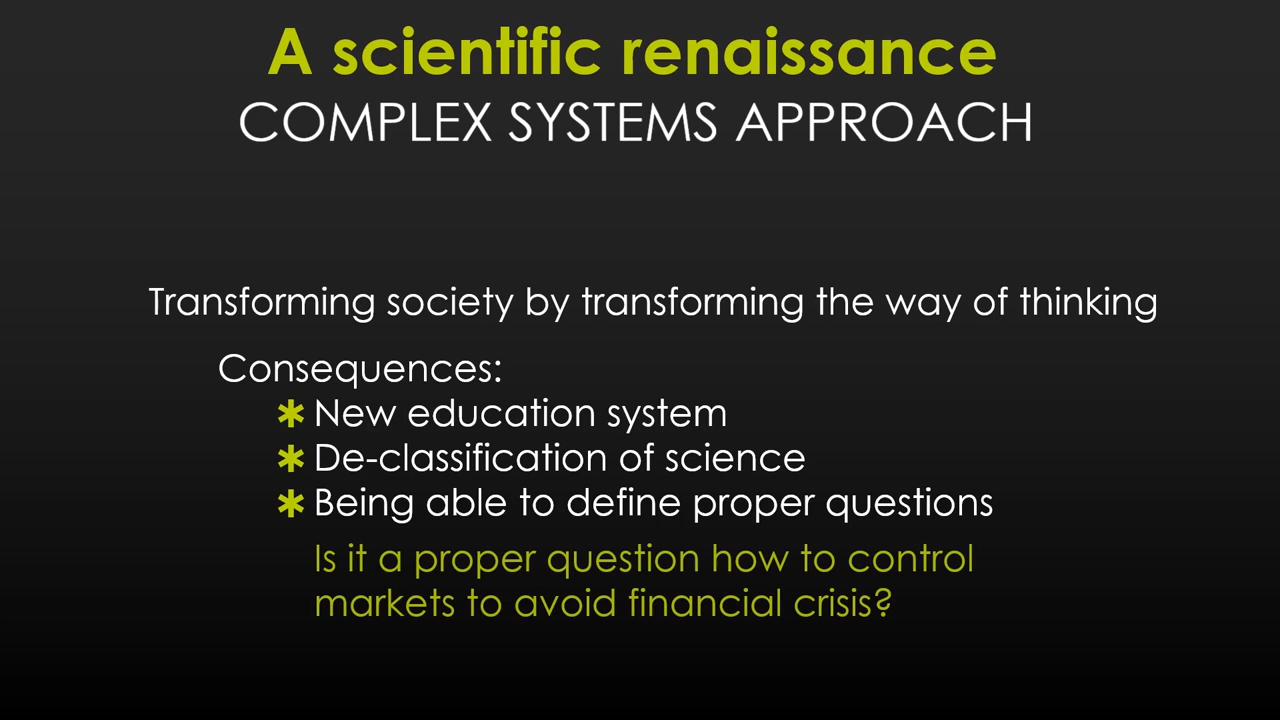 A scientific renaissance
COMPLEX SYSTEMS APPROACH
Transforming society by transforming the way of thinking
Consequences:
✱ New education system
✱ De-classification of science
✱ Being able to define proper questions
Is it a proper question how to control
markets to avoid financial crisis?